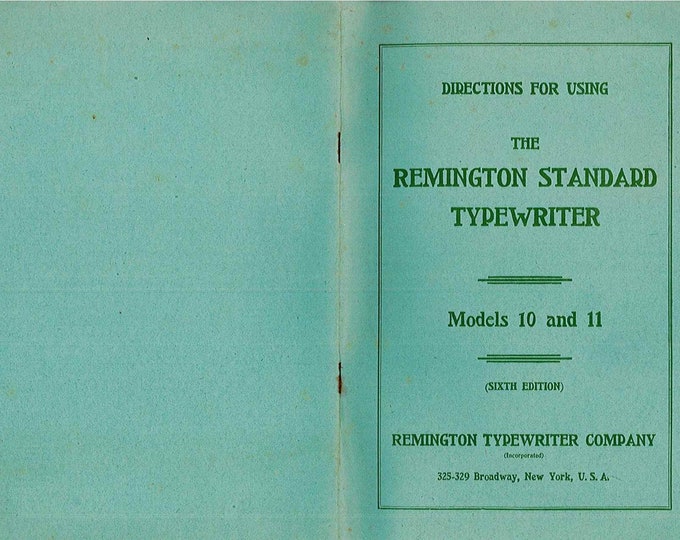 DIRECTIONS FOR USING
THE
REMINGTON STANDARD
TYPEWRITER
Models 10 and 11
(SIXTH EDITION)
REMINGTON TYPEWRITER COMPANY
(Incorporated)
325-329 Broadway, New York, U. S. A.